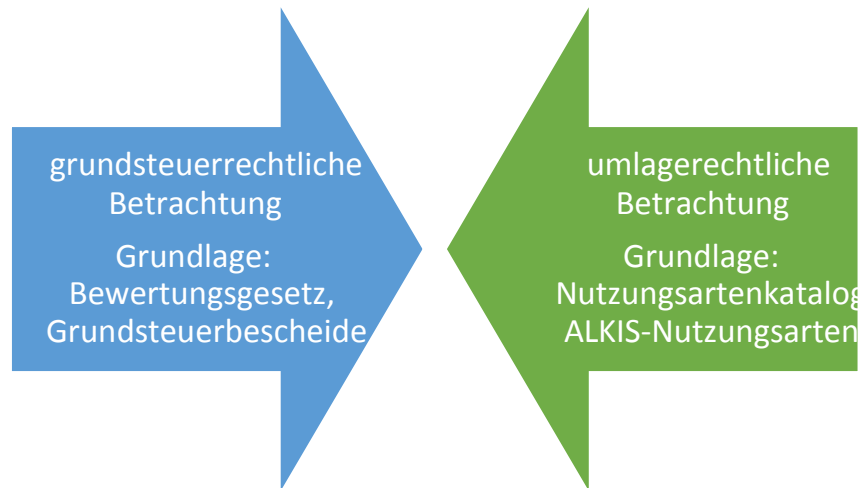 grundsteuerrechtliche
Betrachtung
Grundlage:
Bewertungsgesetz,
Grundsteuerbescheide
umlagerechtliche
Betrachtung
Grundlage:
Nutzungsartenkatalog
ALKIS-Nutzungsarten